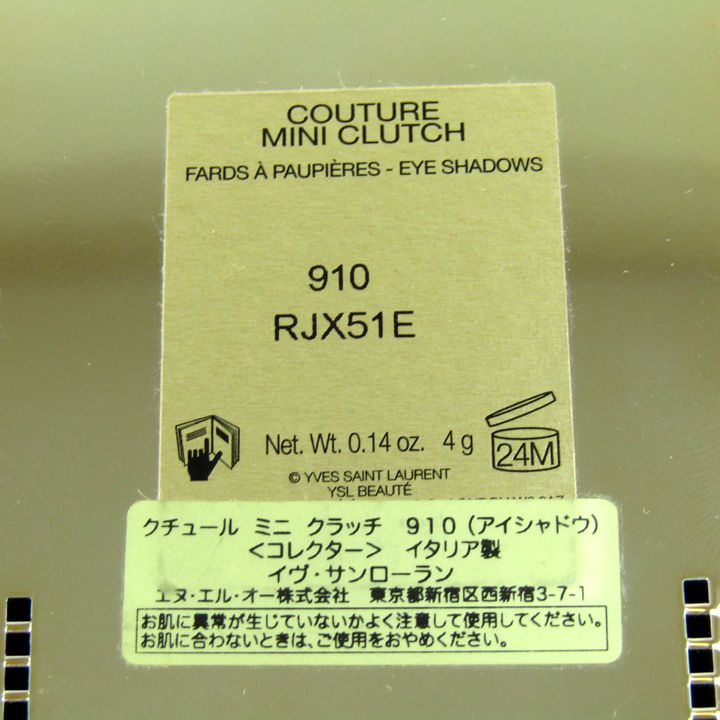 COUTURE
MINI CLUTCH
FARDS À PAUPIÈRES - EYE SHADOWS
910
RJX51E
Net. Wt. 0.14 oz. 4 g
24M
© YVES SAINT LAURENT
YSL BEAUTÉ
クチュール ミニ クラッチ 910 (アイシャドウ)
<コレクター> イタリア製
イヴ・サンローラン
エヌ・エル・オー株式会社 東京都新宿区西新宿3-7-1
お肌に異常が生じていないかよく注意して使用してください。
お肌に合わないときは、ご使用をおやめください。